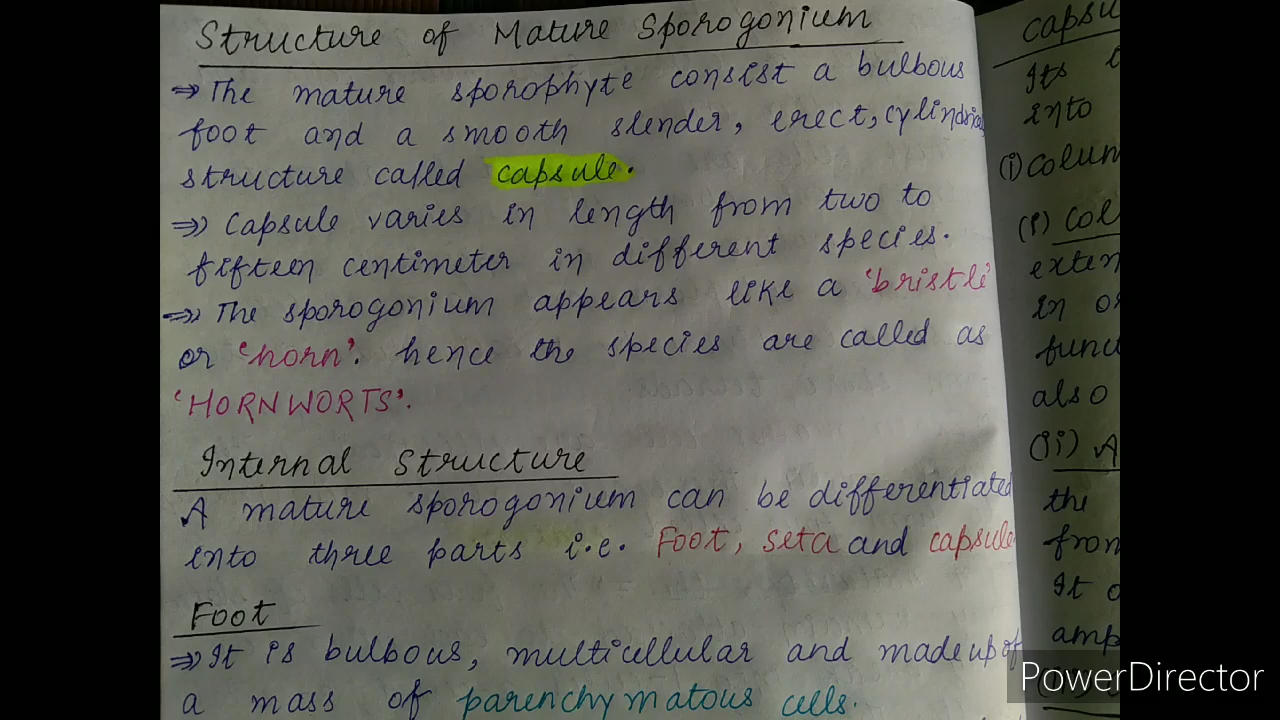 Structure of Mature Sporogonium
⇒ The mature sporophyte consist a bulbous
foot and a smooth slender, erect, cylindrical
structure called capsule.
⇒ Capsule varies in length from two to
fifteen centimeter in different species.
⇒ The sporogonium appears like a 'bristle'
or 'horn'. hence the species are called as
'HORNWORTS'.
Internal Structure
A mature sporogonium can be differentiated
into three parts i.e. Foot, seta and capsule
Foot
⇒ It is bulbous, multicellular and made up of
a mass of parenchymatous cells.
capsu
Its
into
(i) Colum
(i) Col
exten
in o
func
also
(ii) A
the
from
It
amp
PowerDirector